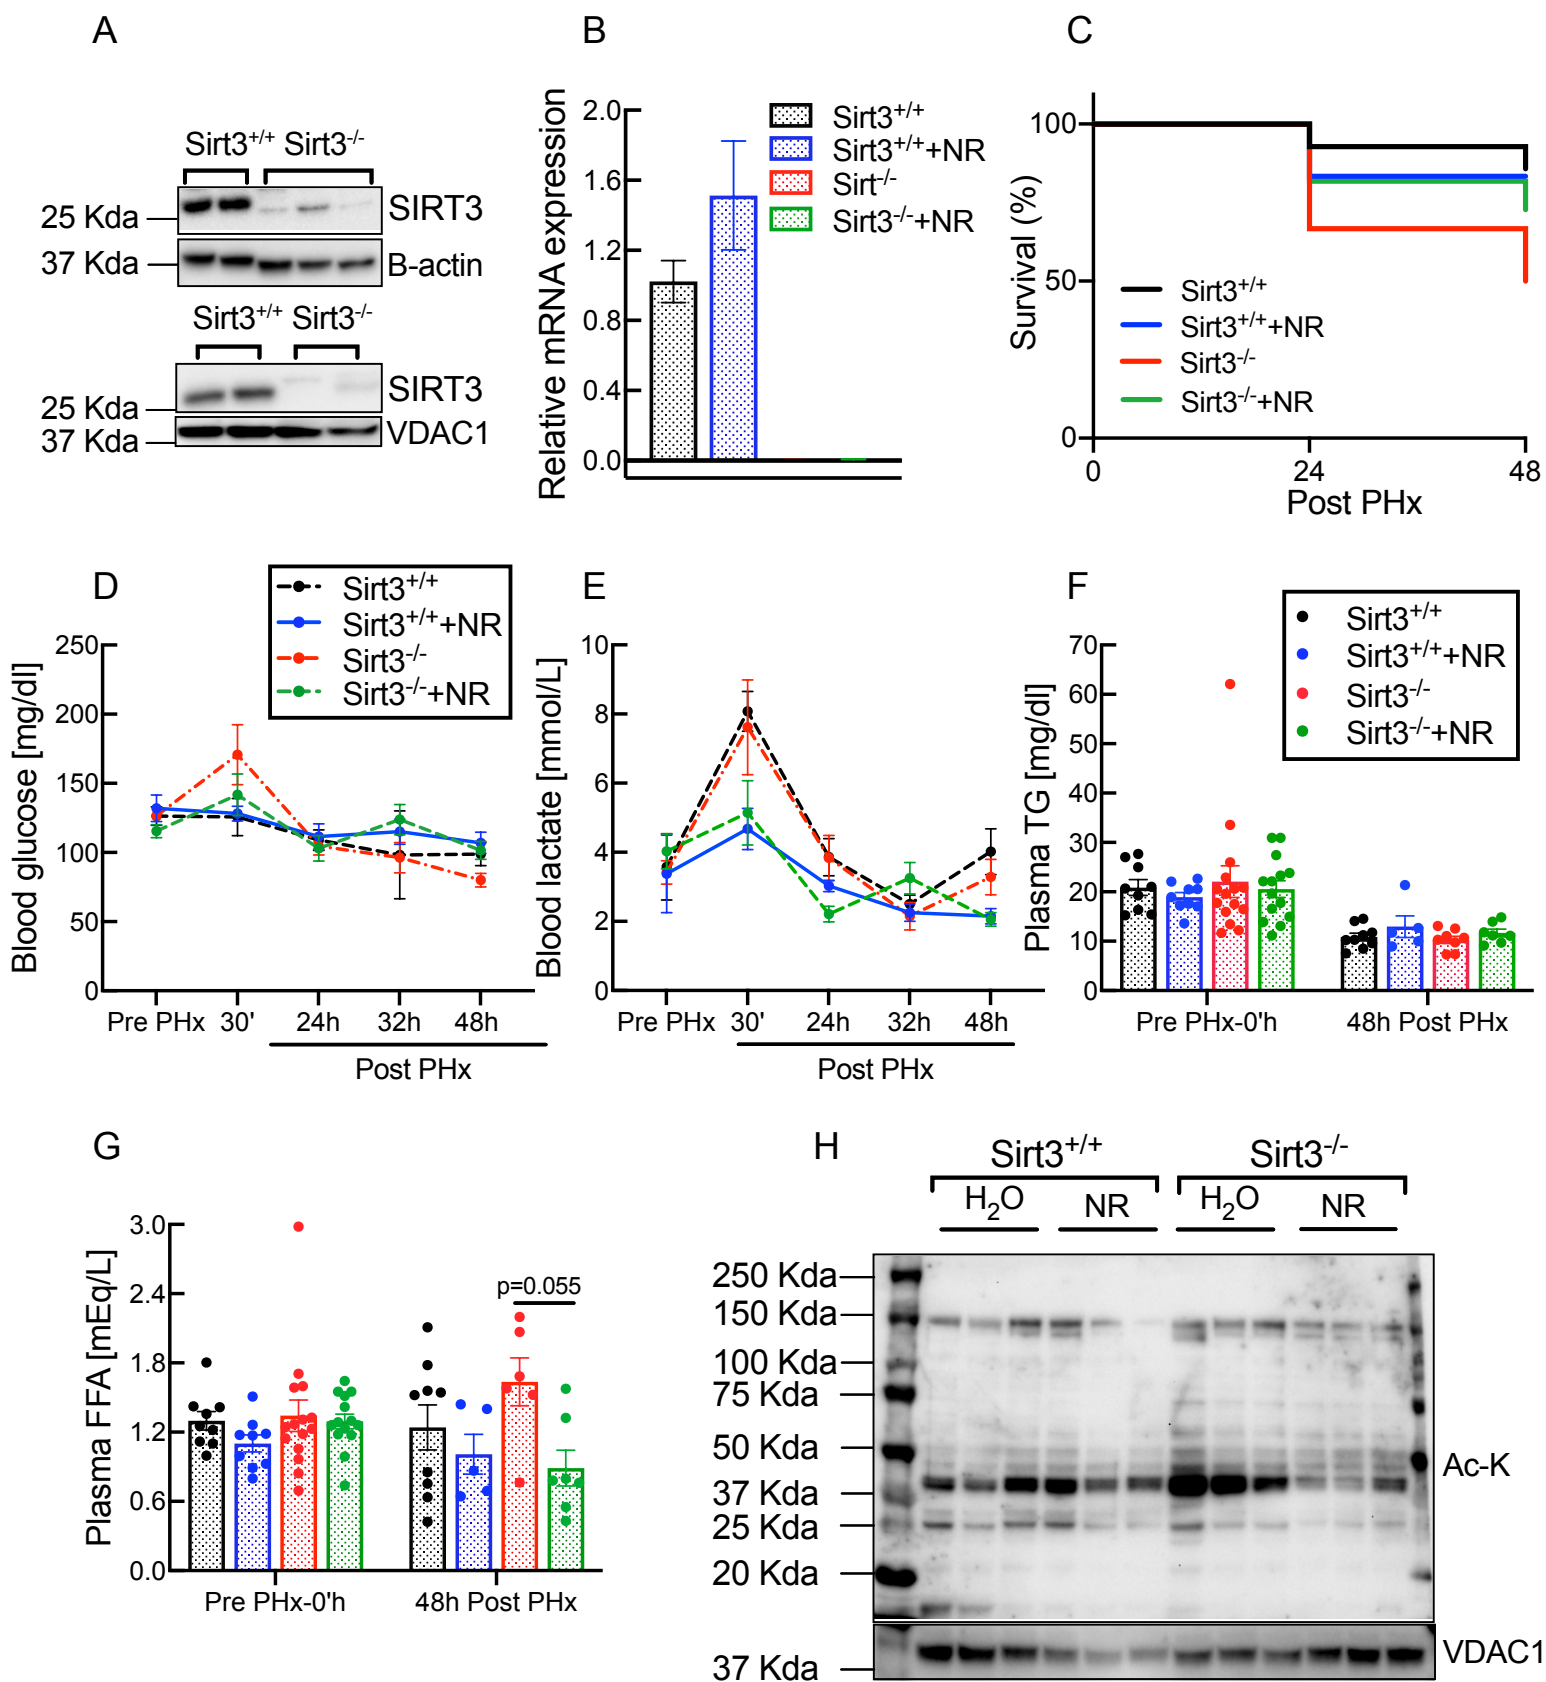 A
Sirt3+/+ Sirt3-/-
25 Kda
SIRT3
37 Kda
B-actin
Sirt3+/+ Sirt3-/-
25 Kda
SIRT3
37 Kda
VDAC1
B
Relative mRNA expression
2.0
1.6
1.2
0.8
0.4
0.0
Sirt3+/+
Sirt3+/++NR
Sirt-/-
Sirt3-/-+NR
C
Survival (%)
100
50
0
Sirt3+/+
Sirt3+/++NR
Sirt3-/-
Sirt3-/-+NR
0 24 48
Post PHx
D
Sirt3+/+
Sirt3+/++NR
Sirt3-/-
Sirt3-/-+NR
Blood glucose [mg/dl]
250
200
150
100
50
0
Pre PHx 30' 24h 32h 48h
Post PHx
E
Blood lactate [mmol/L]
10
8
6
4
2
0
Pre PHx 30' 24h 32h 48h
Post PHx
F
Sirt3+/+
Sirt3+/++NR
Sirt3-/-
Sirt3-/-+NR
Plasma TG [mg/dl]
70
60
50
40
30
20
10
0
Pre PHx-0'h 48h Post PHx
G
Plasma FFA [mEq/L]
3.0
2.4
1.8
1.2
0.6
0.0
p=0.055
Pre PHx-0'h 48h Post PHx
H
Sirt3+/+ Sirt3-/-
H2O NR H2O NR
250 Kda
150 Kda
100 Kda
75 Kda
50 Kda
37 Kda
25 Kda
20 Kda
Ac-K
37 Kda
VDAC1